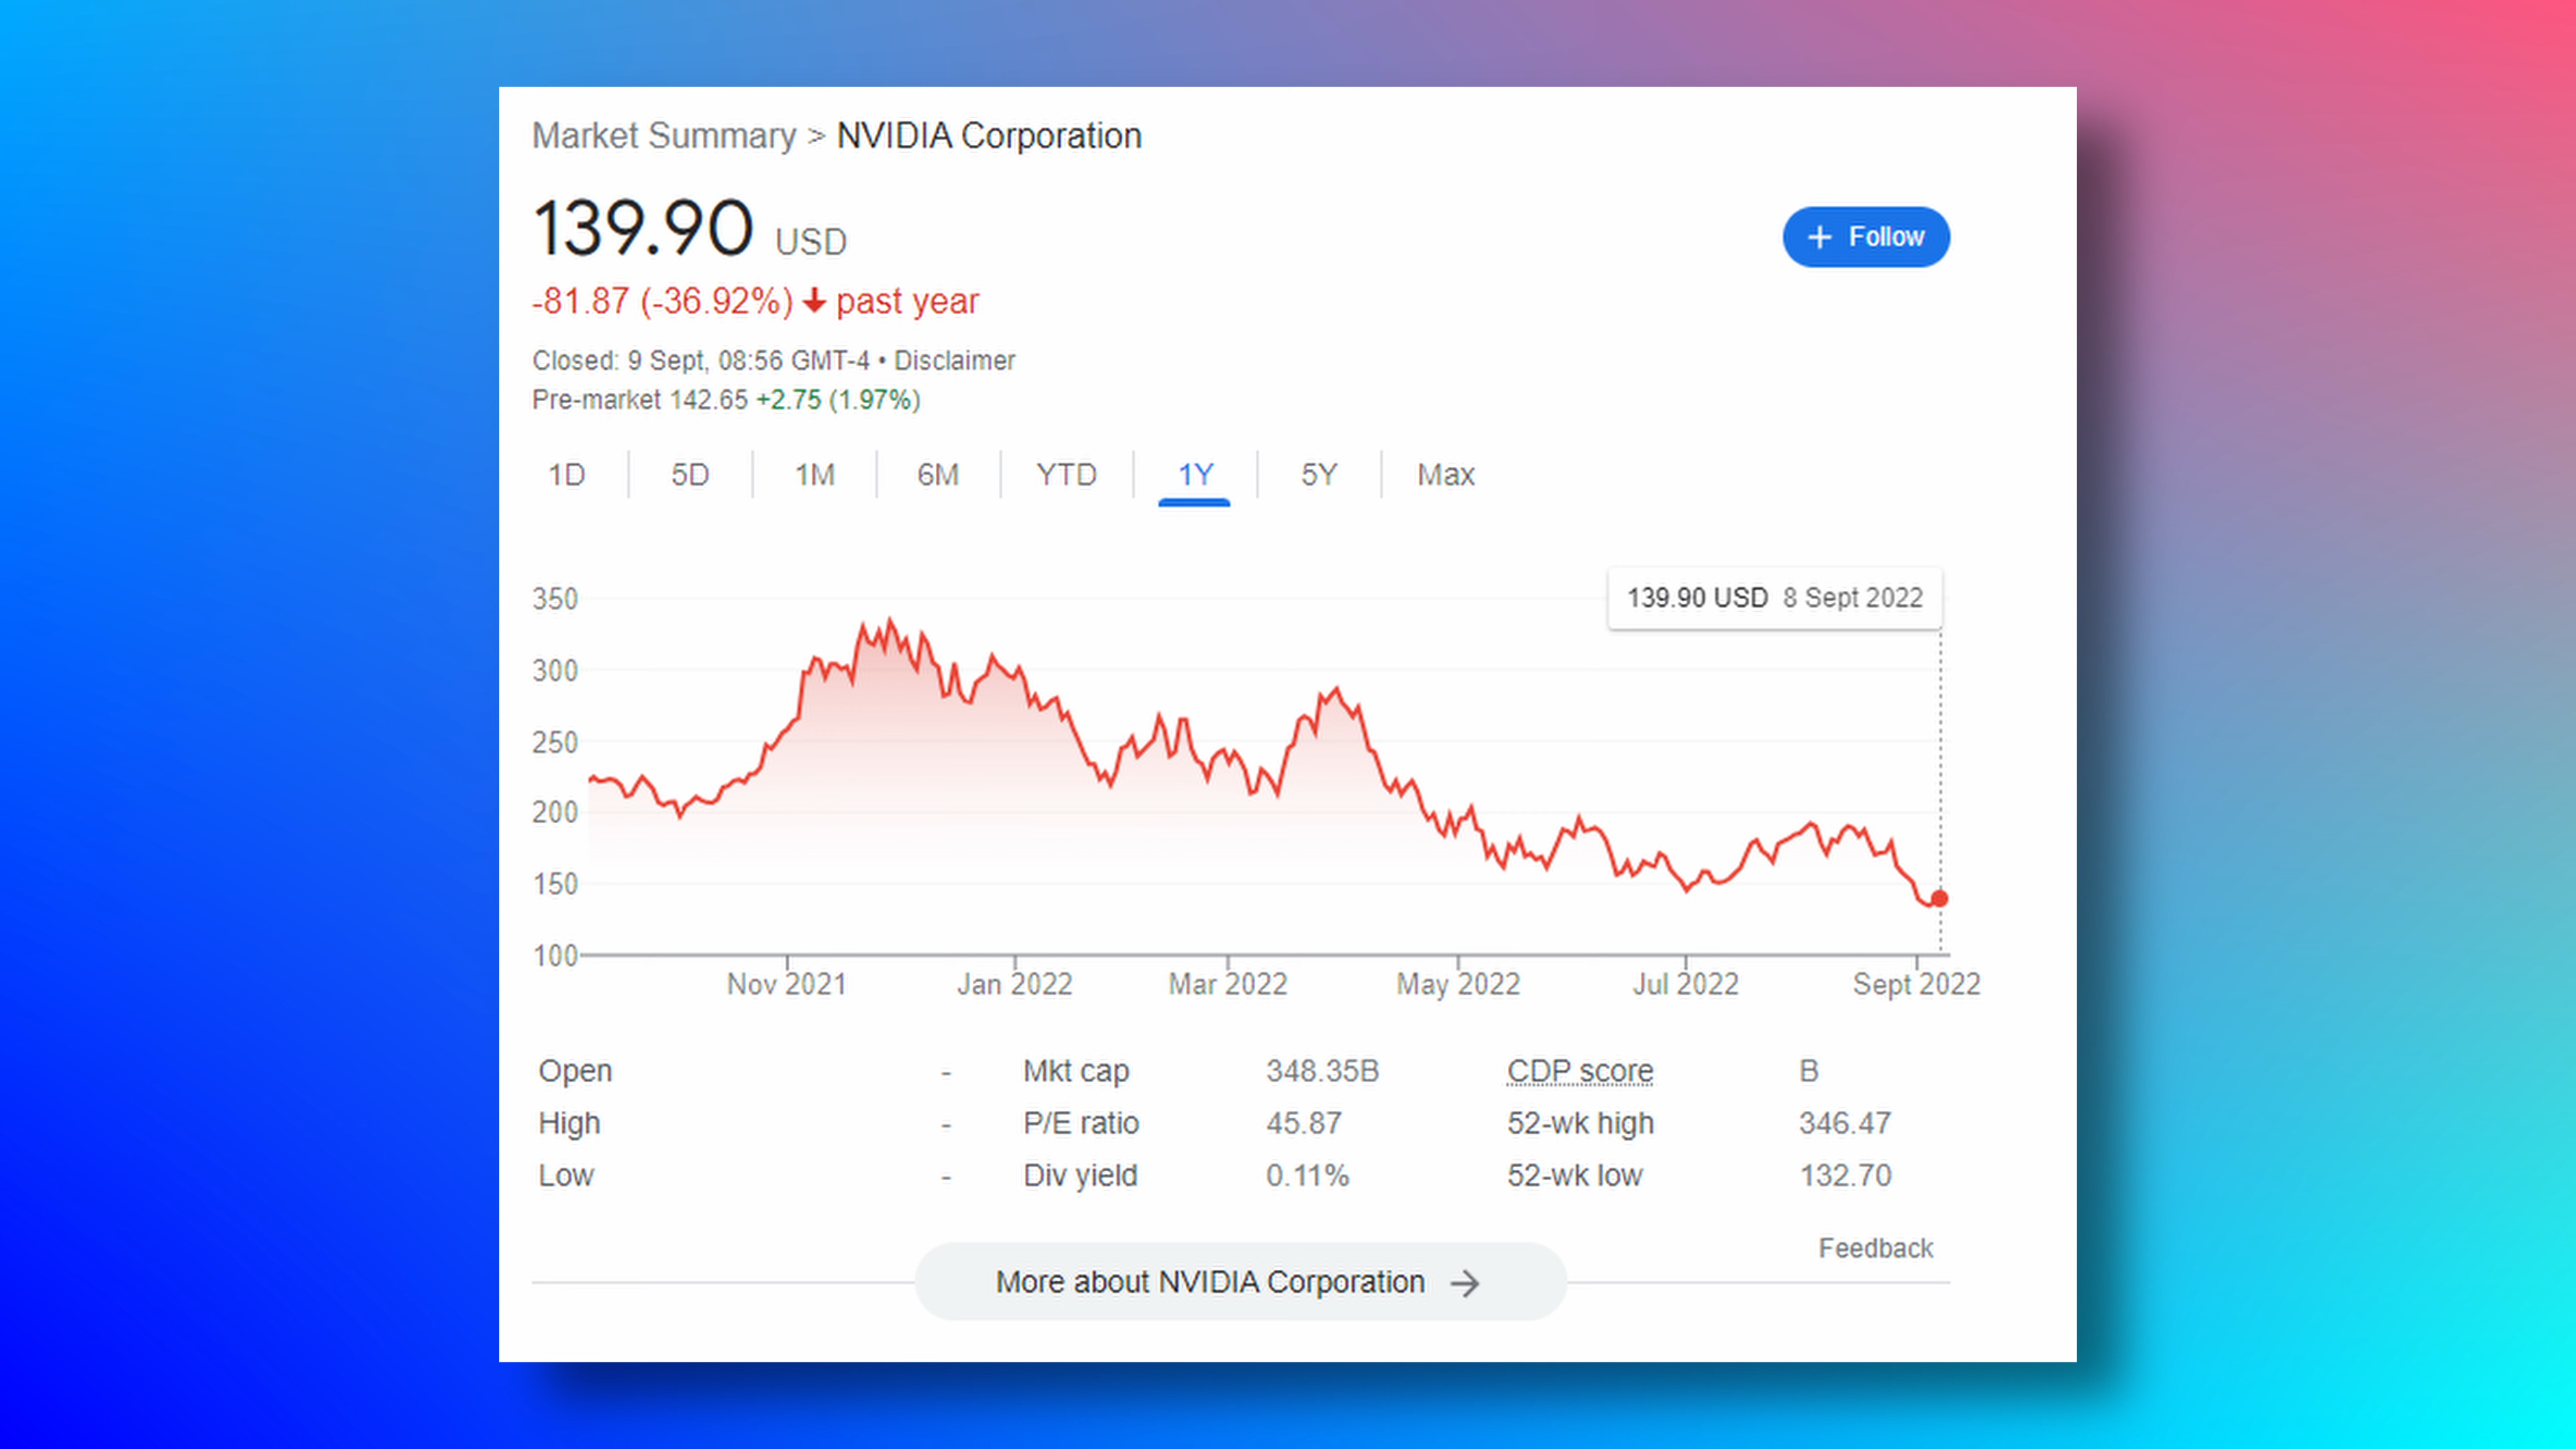 Market Summary > NVIDIA Corporation
139.90 USD
+ Follow
-81.87 (-36.92%) ↓ past year
Closed: 9 Sept, 08:56 GMT-4 • Disclaimer
Pre-market 142.65 +2.75 (1.97%)
1D 5D 1M 6M YTD 1Y 5Y Max
139.90 USD 8 Sept 2022
350
300
250
200
150
100
Nov 2021 Jan 2022 Mar 2022 May 2022 Jul 2022 Sept 2022
Open - Mkt cap 348.35B CDP score B
High - P/E ratio 45.87 52-wk high 346.47
Low - Div yield 0.11% 52-wk low 132.70
Feedback
More about NVIDIA Corporation →